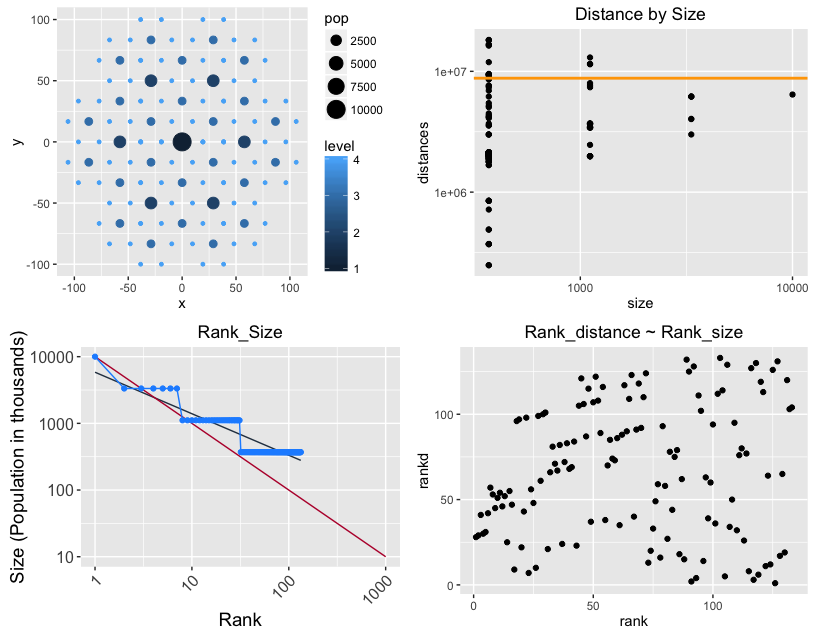 pop
2500
5000
7500
10000
level
4
3
2
1
100
50
0
-50
-100
y
-100
-50
0
50
100
x
Distance by Size
1e+07
1e+06
distances
1000
10000
size
Rank_Size
10000
1000
100
10
Size (Population in thousands)
1
10
100
1000
Rank
Rank_distance ~ Rank_size
100
50
0
rankd
0
50
100
rank